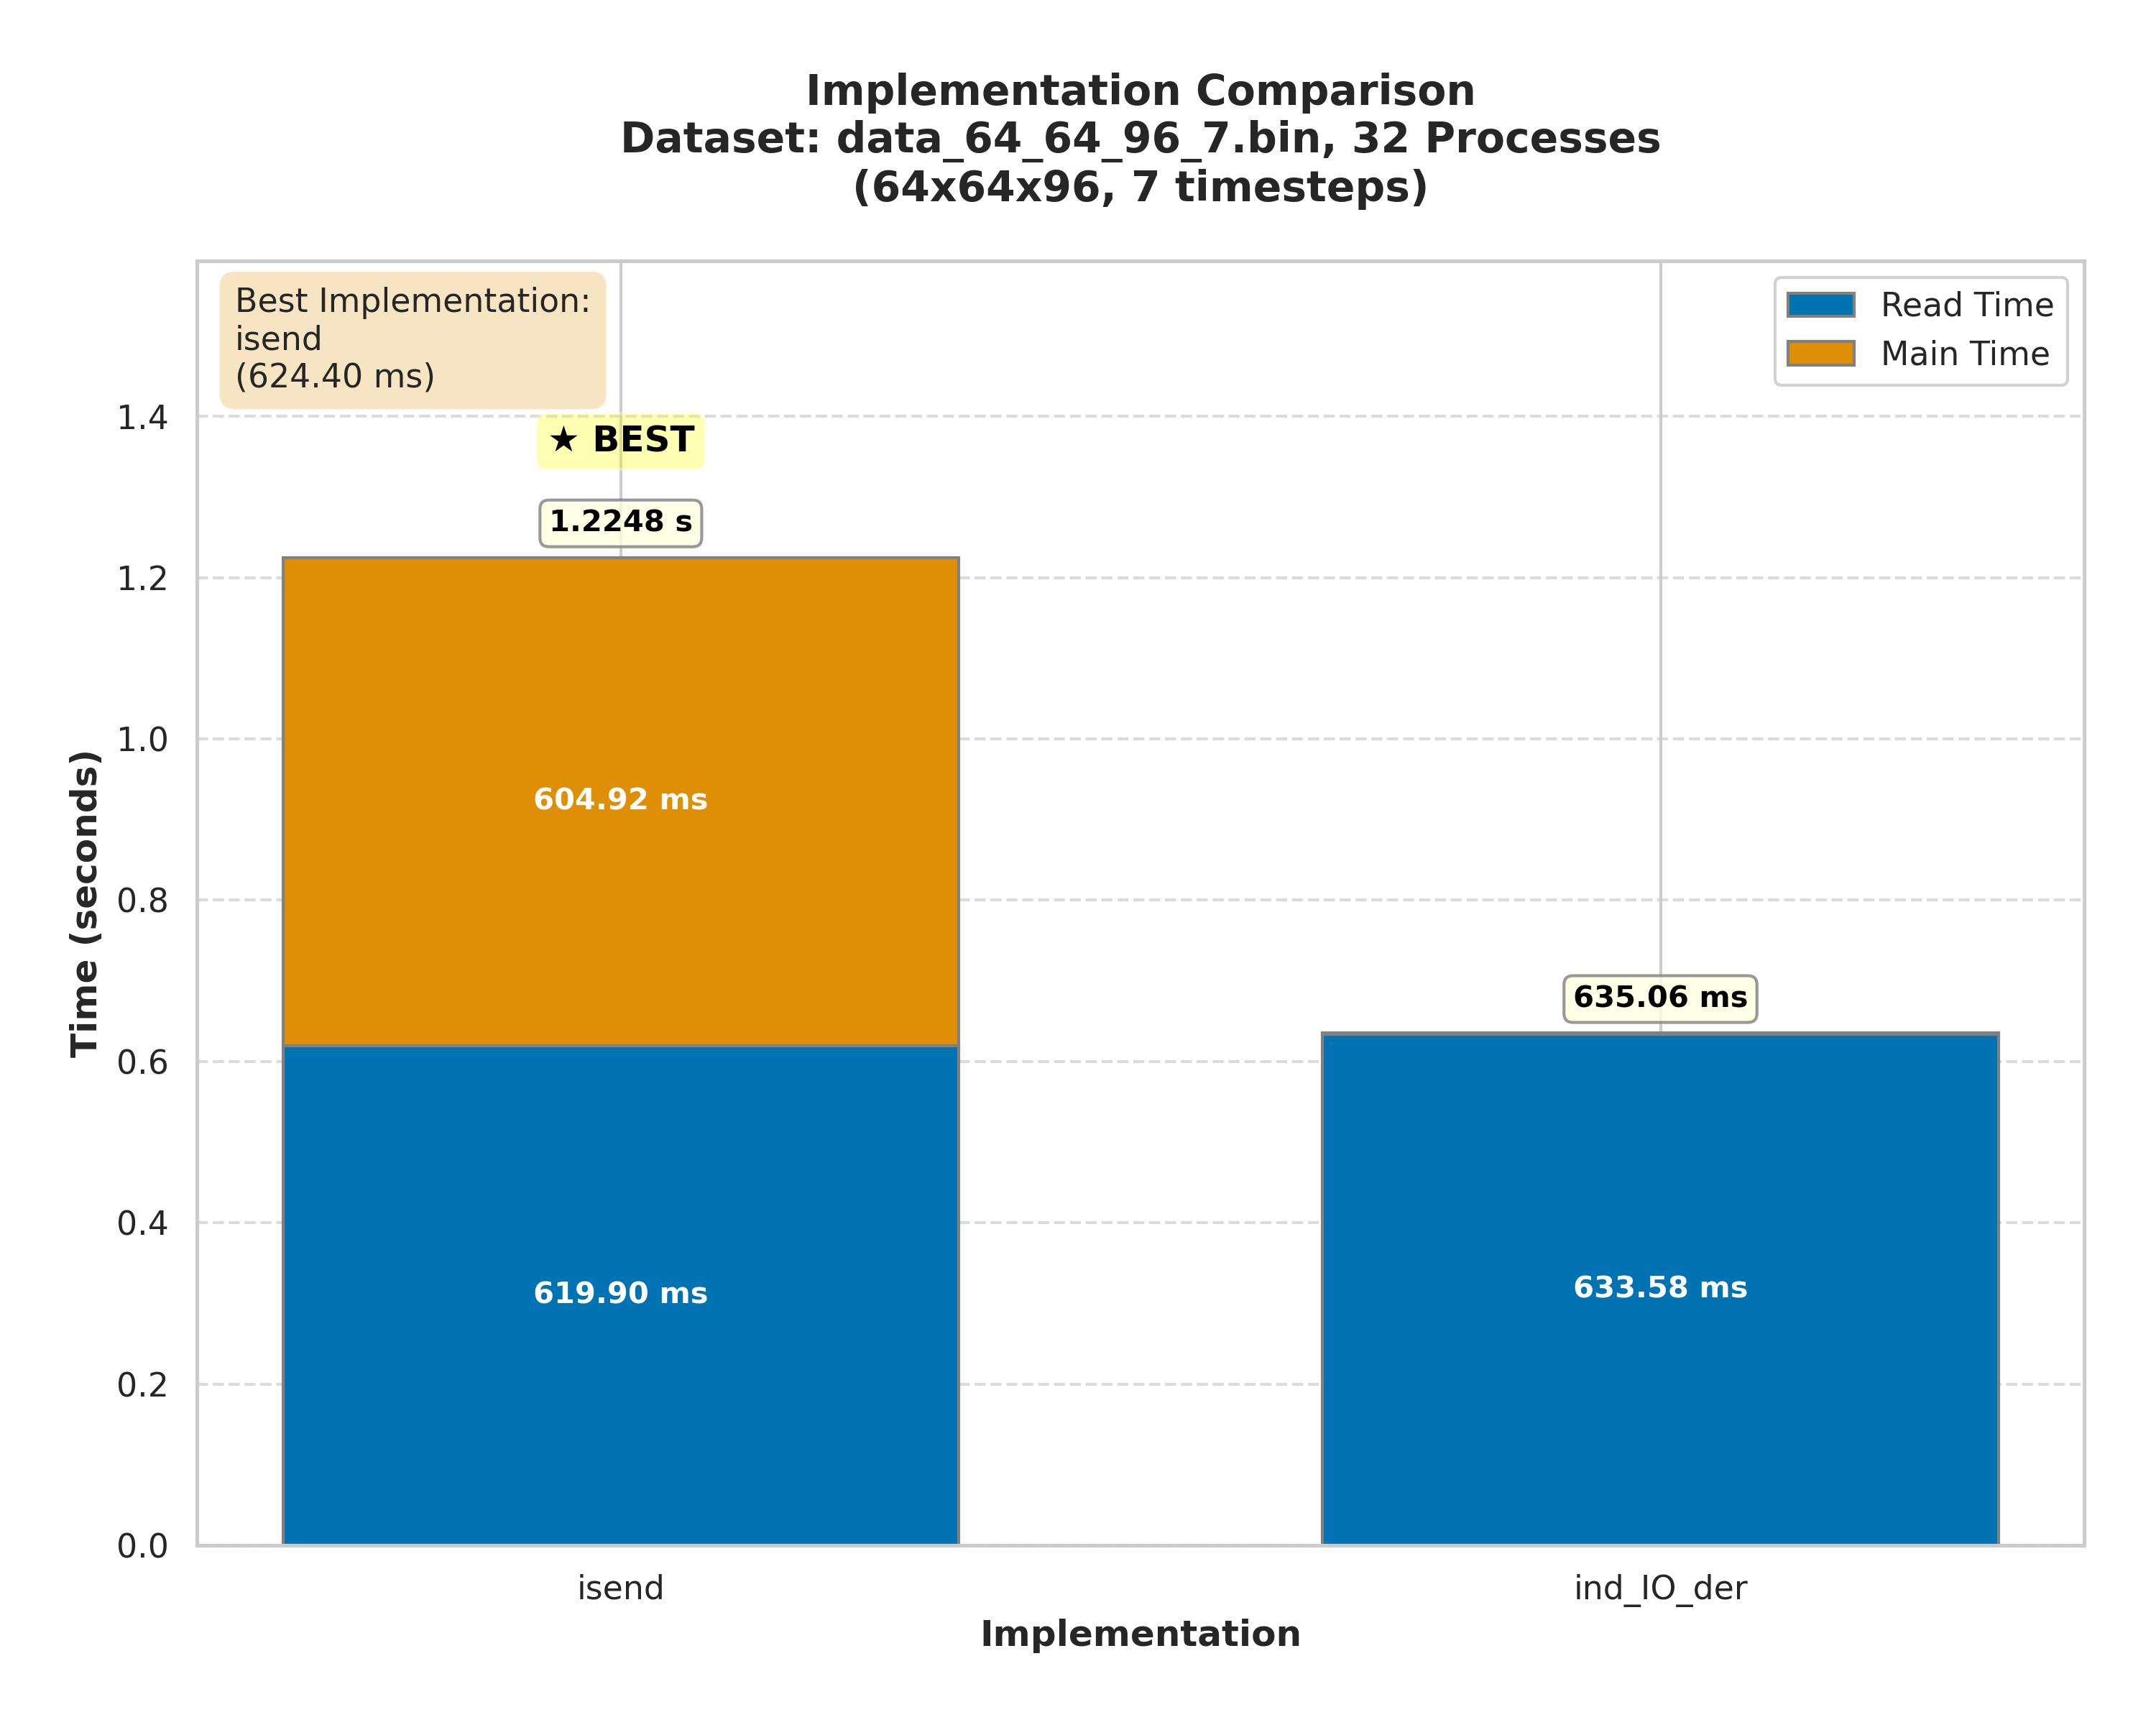 Implementation Comparison
Dataset: data_64_64_96_7.bin, 32 Processes
(64x64x96, 7 timesteps)
Best Implementation:
isend
(624.40 ms)
Read Time
Main Time
★ BEST
1.2248 s
604.92 ms
619.90 ms
635.06 ms
633.58 ms
Time (seconds)
1.4
1.2
1.0
0.8
0.6
0.4
0.2
0.0
isend
ind_IO_der
Implementation